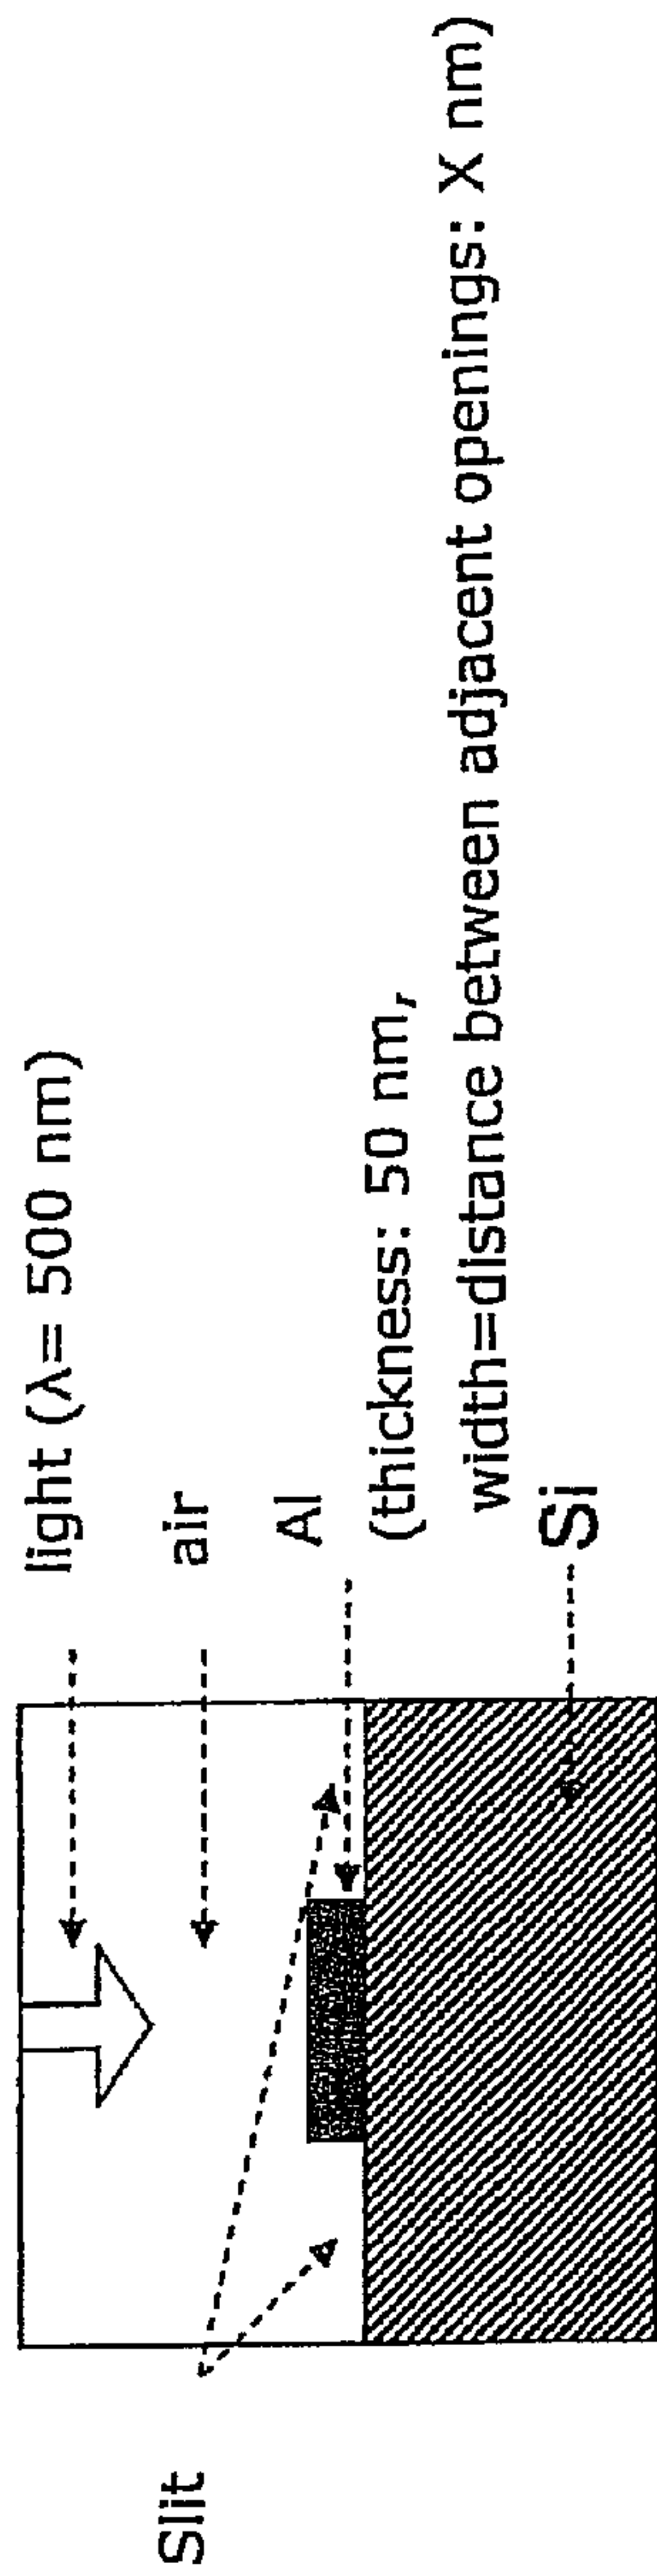 Slit
light (λ= 500 nm)
air
Al
(thickness: 50 nm,
width=distance between adjacent openings: X nm)
Si